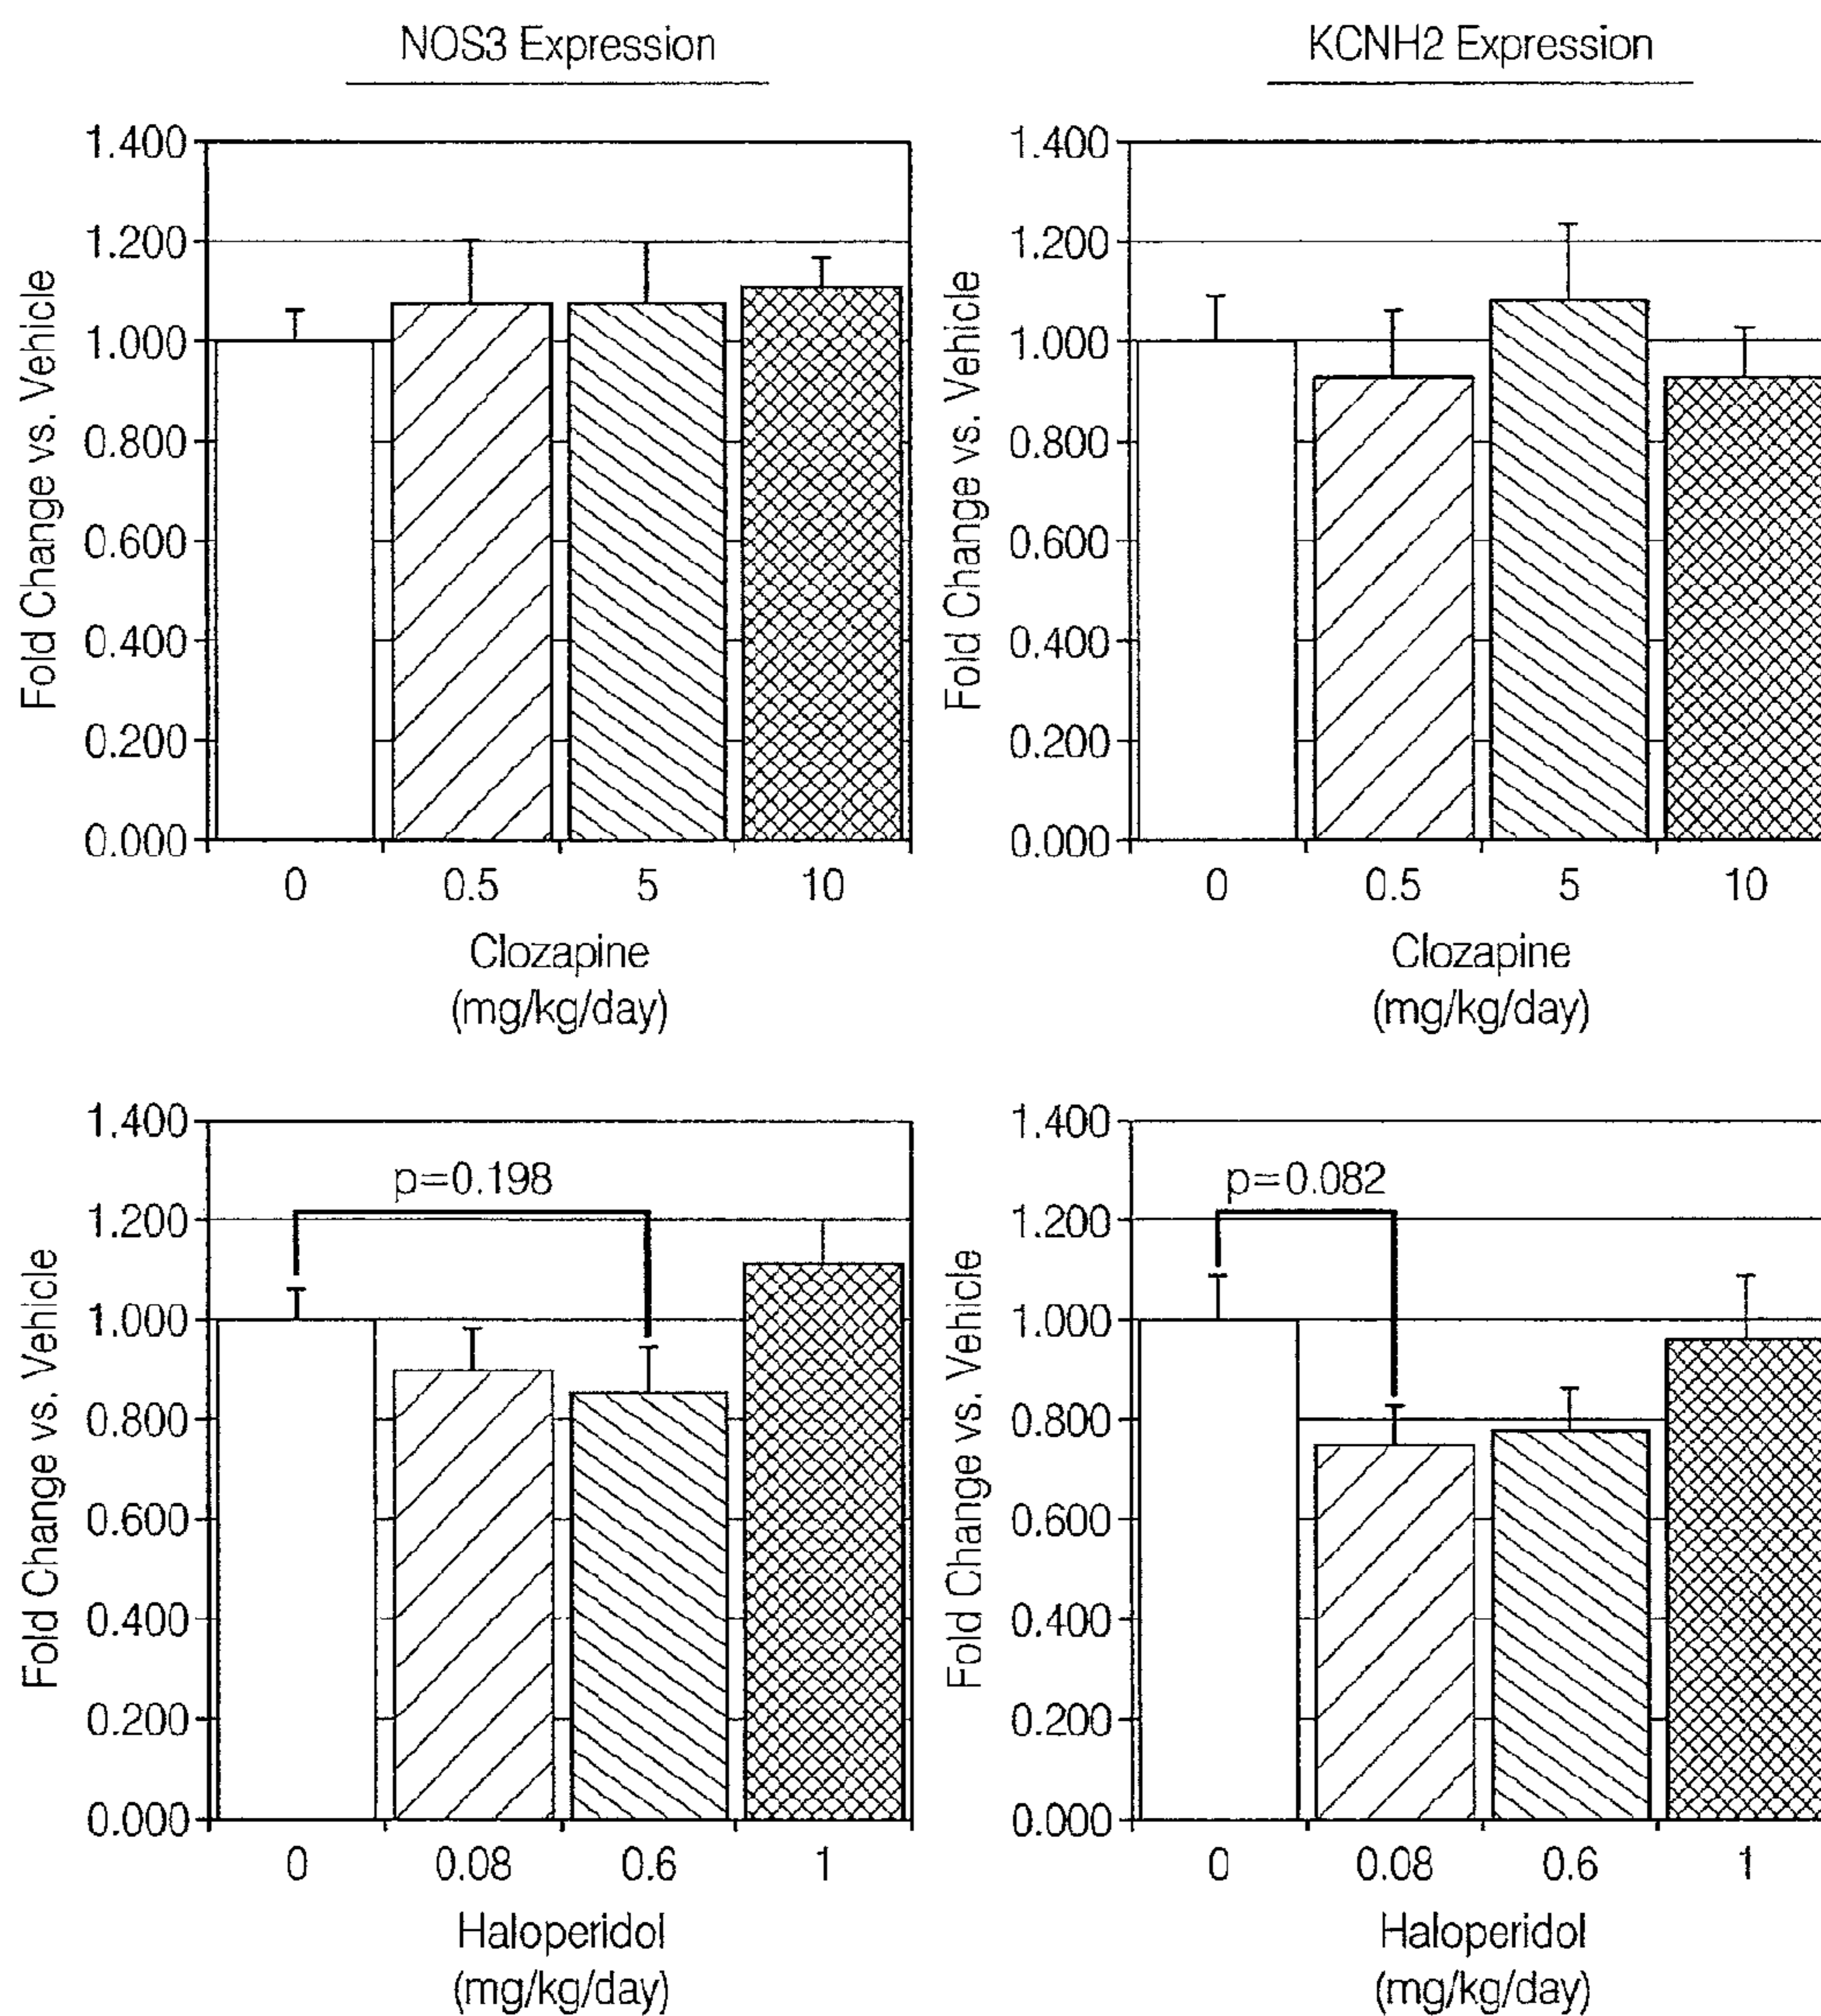 NOS3 Expression
KCNH2 Expression
Fold Change vs. Vehicle
1.400
1.200
1.000
0.800
0.600
0.400
0.200
0.000
0 0.5 5 10
Clozapine
(mg/kg/day)
Fold Change vs. Vehicle
1.400
1.200
1.000
0.800
0.600
0.400
0.200
0.000
0 0.5 5 10
Clozapine
(mg/kg/day)
Fold Change vs. Vehicle
1.400
1.200
1.000
0.800
0.600
0.400
0.200
0.000
p=0.198
0 0.08 0.6 1
Haloperidol
(mg/kg/day)
Fold Change vs. Vehicle
1.400
1.200
1.000
0.800
0.600
0.400
0.200
0.000
p=0.082
0 0.08 0.6 1
Haloperidol
(mg/kg/day)